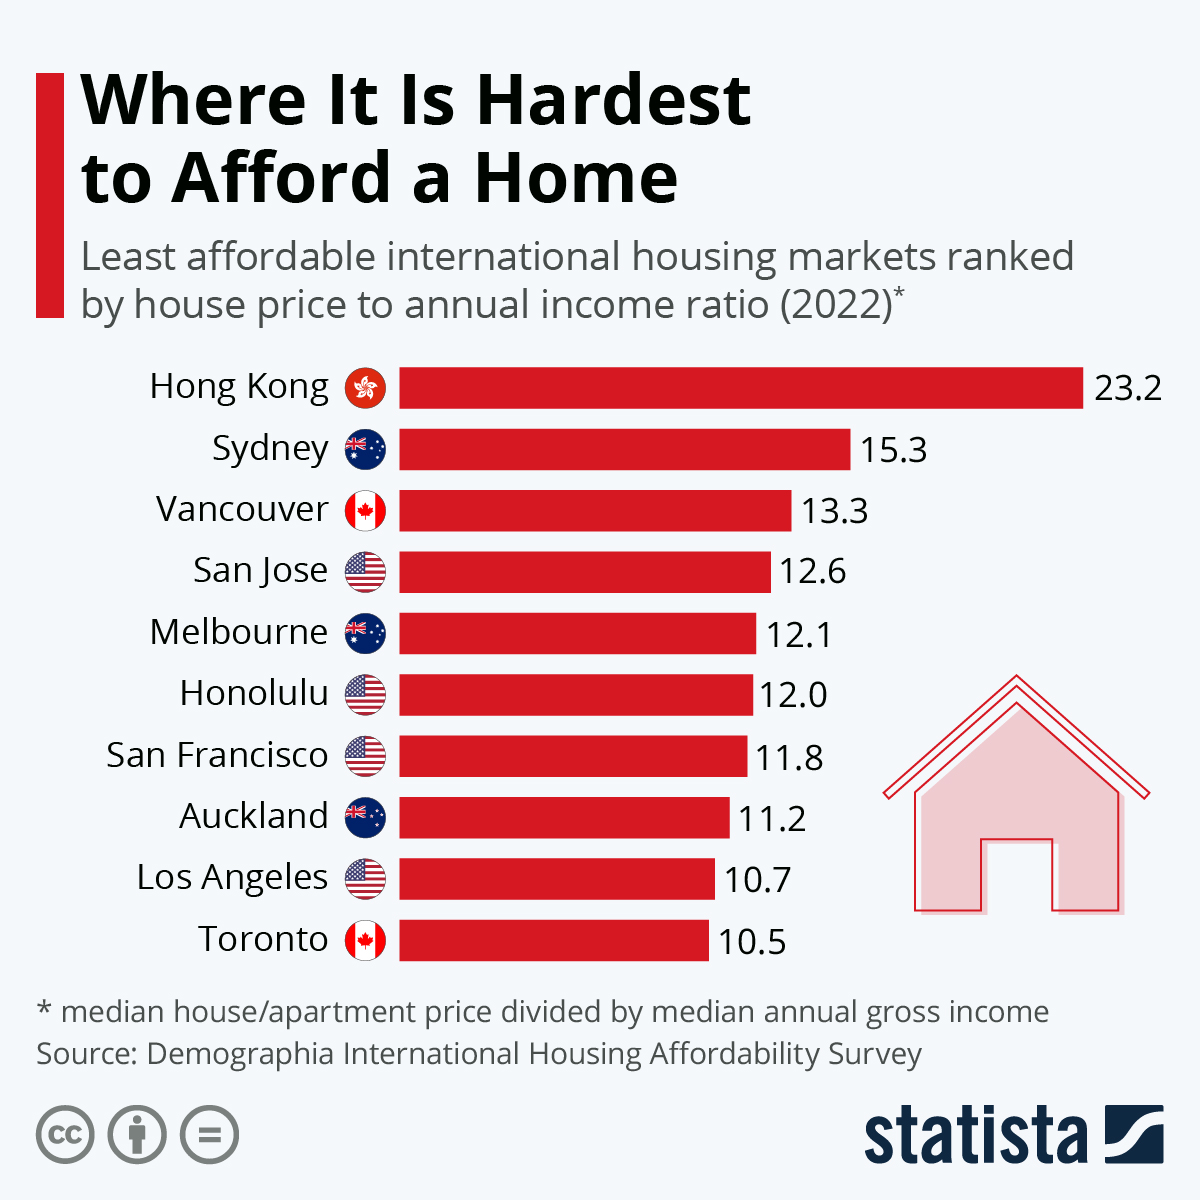 Where It Is Hardest
to Afford a Home
Least affordable international housing markets ranked
by house price to annual income ratio (2022)*
Hong Kong 23.2
Sydney 15.3
Vancouver 13.3
San Jose 12.6
Melbourne 12.1
Honolulu 12.0
San Francisco 11.8
Auckland 11.2
Los Angeles 10.7
Toronto 10.5
* median house/apartment price divided by median annual gross income
Source: Demographia International Housing Affordability Survey
cc =
statista